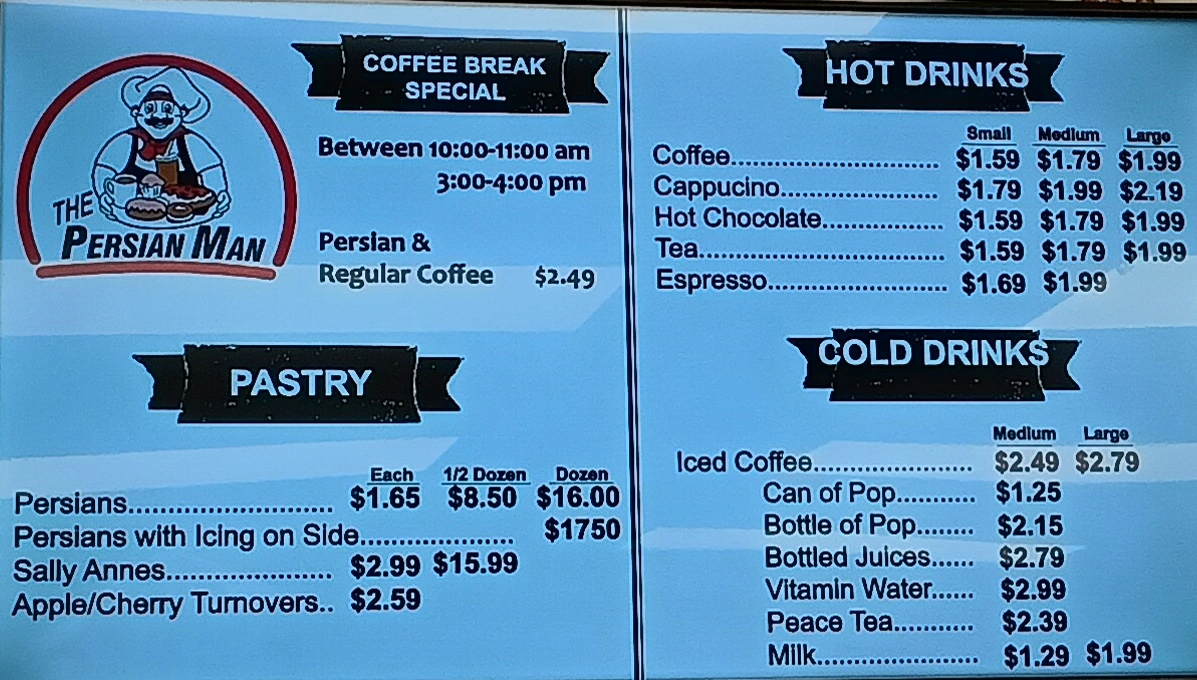 THE
PERSIAN MAN
COFFEE BREAK
SPECIAL
Between 10:00-11:00 am
3:00-4:00 pm
Persian &
Regular Coffee $2.49
PASTRY
Each 1/2 Dozen Dozen
Persians............................ $1.65 $8.50 $16.00
Persians with Icing on Side..................... $1750
Sally Annes....................... $2.99 $15.99
Apple/Cherry Turnovers.. $2.59
HOT DRINKS
Small Medium Large
Coffee............................. $1.59 $1.79 $1.99
Cappucino...................... $1.79 $1.99 $2.19
Hot Chocolate................. $1.59 $1.79 $1.99
Tea.................................. $1.59 $1.79 $1.99
Espresso......................... $1.69 $1.99
COLD DRINKS
Medium Large
Iced Coffee...................... $2.49 $2.79
Can of Pop........... $1.25
Bottle of Pop........ $2.15
Bottled Juices...... $2.79
Vitamin Water...... $2.99
Peace Tea........... $2.39
Milk....................... $1.29 $1.99